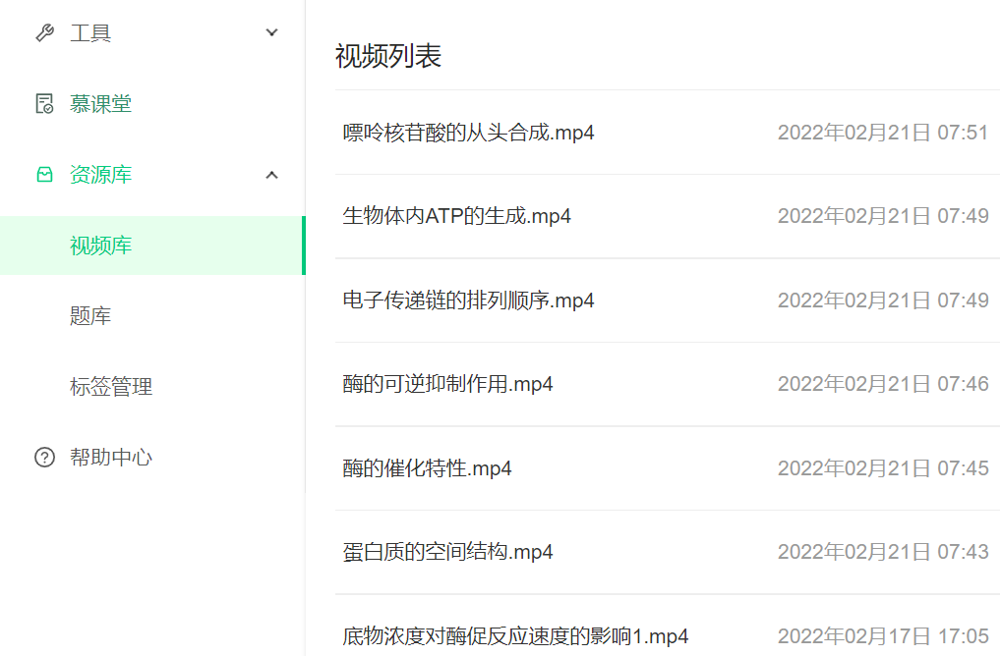 工具
慕课堂
资源库
视频库
题库
标签管理
帮助中心
视频列表
嘌呤核苷酸的从头合成.mp4 2022年02月21日 07:51
生物体内ATP的生成.mp4 2022年02月21日 07:49
电子传递链的排列顺序.mp4 2022年02月21日 07:49
酶的可逆抑制作用.mp4 2022年02月21日 07:46
酶的催化特性.mp4 2022年02月21日 07:45
蛋白质的空间结构.mp4 2022年02月21日 07:43
底物浓度对酶促反应速度的影响1.mp4 2022年02月17日 17:05